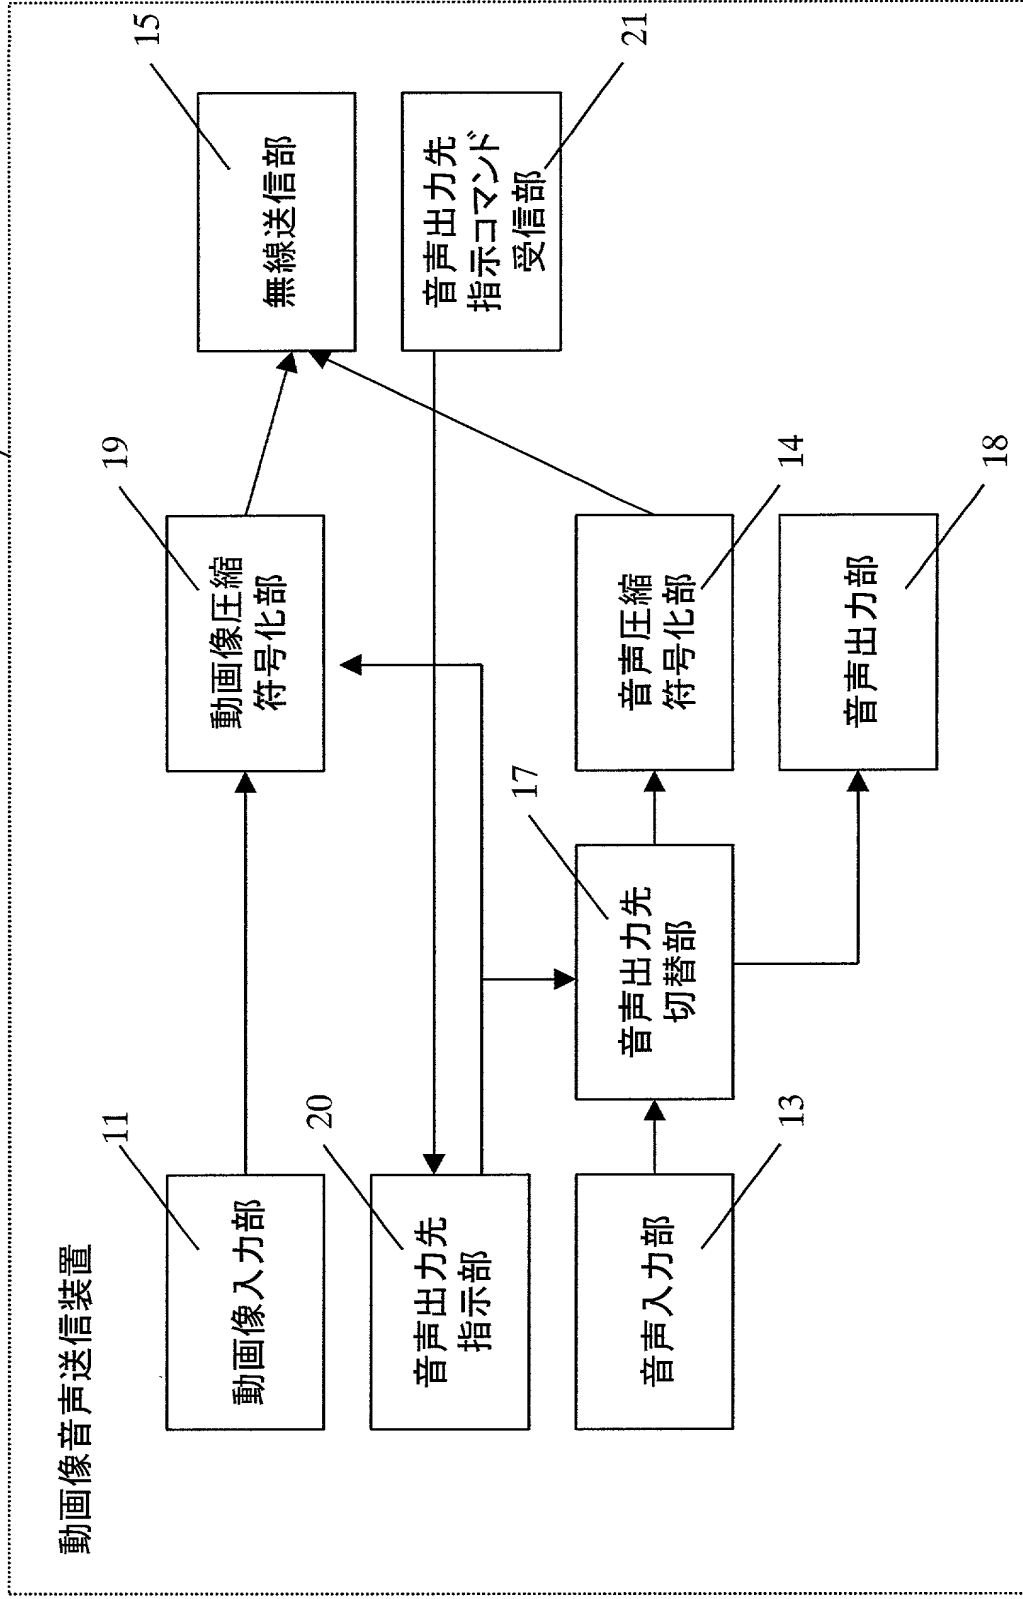 動画像音声送信装置
11
動画像入力部
19
動画像圧縮
符号化部
15
無線送信部
20
音声出力先
指示部
21
音声出力先
指示コマンド
受信部
13
音声入力部
17
音声出力先
切替部
14
音声圧縮
符号化部
18
音声出力部